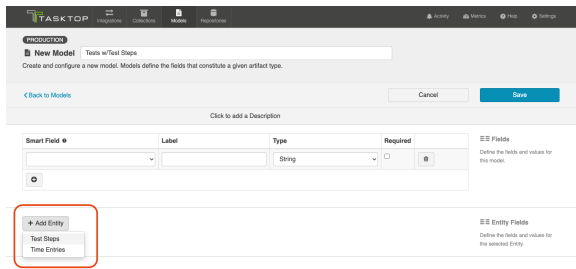 TASKTOP
Integrations
Collections
Models
Repositories
Activity
Metrics
Help
Settings
PRODUCTION
New Model
Tests w/Test Steps
Create and configure a new model. Models define the fields that constitute a given artifact type.
Back to Models
Cancel
Save
Click to add a Description
Smart Field
Label
Type
Required
String
Fields
Define the fields and values for
this model.
+ Add Entity
Test Steps
Time Entries
Entity Fields
Define the fields and values for
the selected Entity.